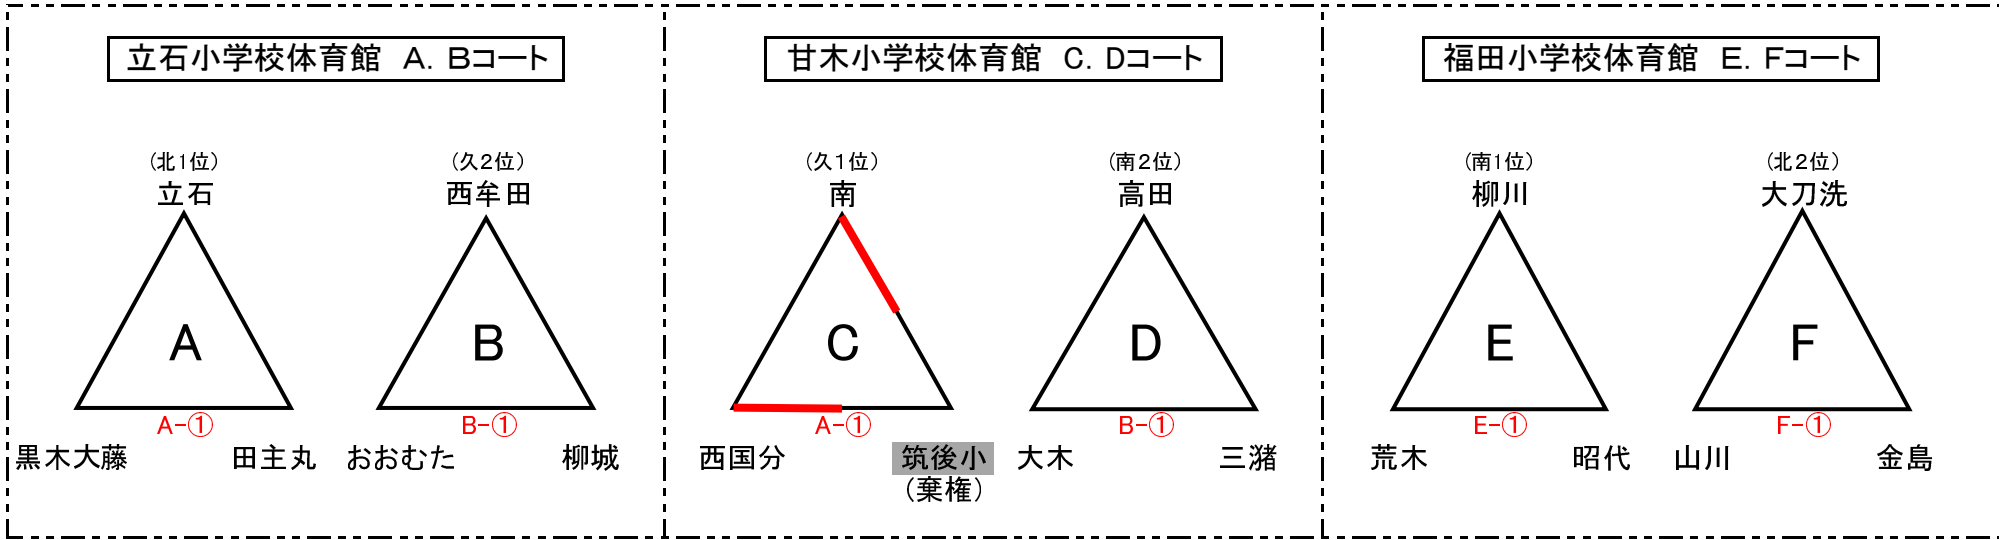 立石小学校体育館　A．Bコート
（北1位）
立石
A
A-①
黒木大藤
田主丸
（久2位）
西牟田
B
B-①
おおむた
柳城
甘木小学校体育館　C．Dコート
（久1位）
南
C
A-①
西国分
筑後小
（棄権）
（南2位）
高田
D
B-①
大木
三潴
福田小学校体育館　E．Fコート
（南1位）
柳川
E
E-①
荒木
昭代
（北2位）
大刀洗
F
F-①
山川
金島